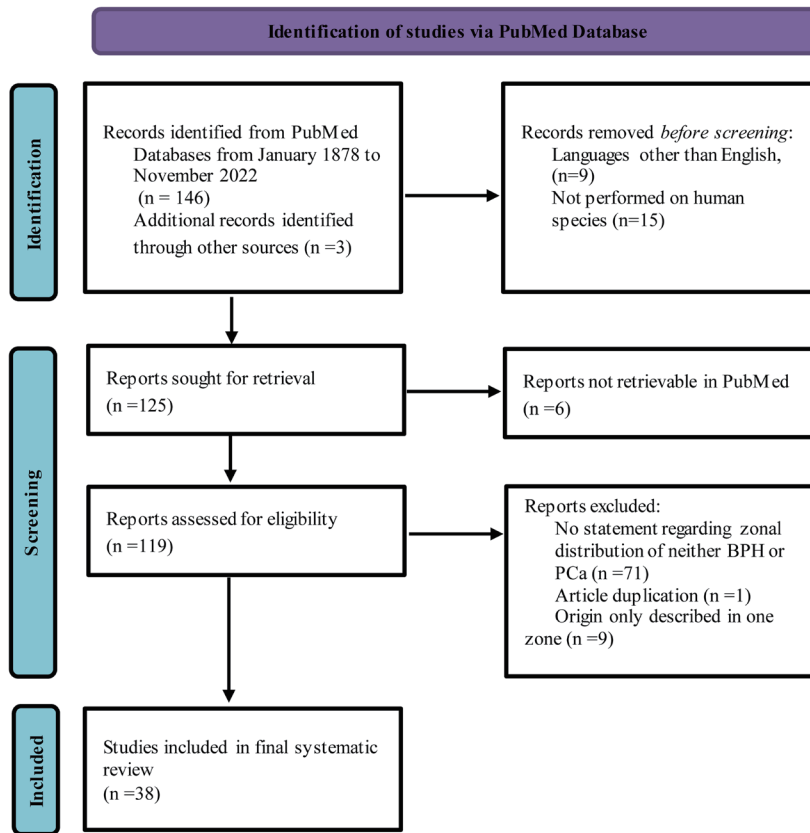 Identification of studies via PubMed Database
Identification
Records identified from PubMed
Databases from January 1878 to
November 2022
(n = 146)
Additional records identified
through other sources (n =3)
Records removed before screening:
Languages other than English,
(n=9)
Not performed on human
species (n=15)
Screening
Reports sought for retrieval
(n =125)
Reports not retrievable in PubMed
(n =6)
Reports assessed for eligibility
(n =119)
Reports excluded:
No statement regarding zonal
distribution of neither BPH or
PCa (n =71)
Article duplication (n =1)
Origin only described in one
zone (n =9)
Included
Studies included in final systematic
review
(n =38)